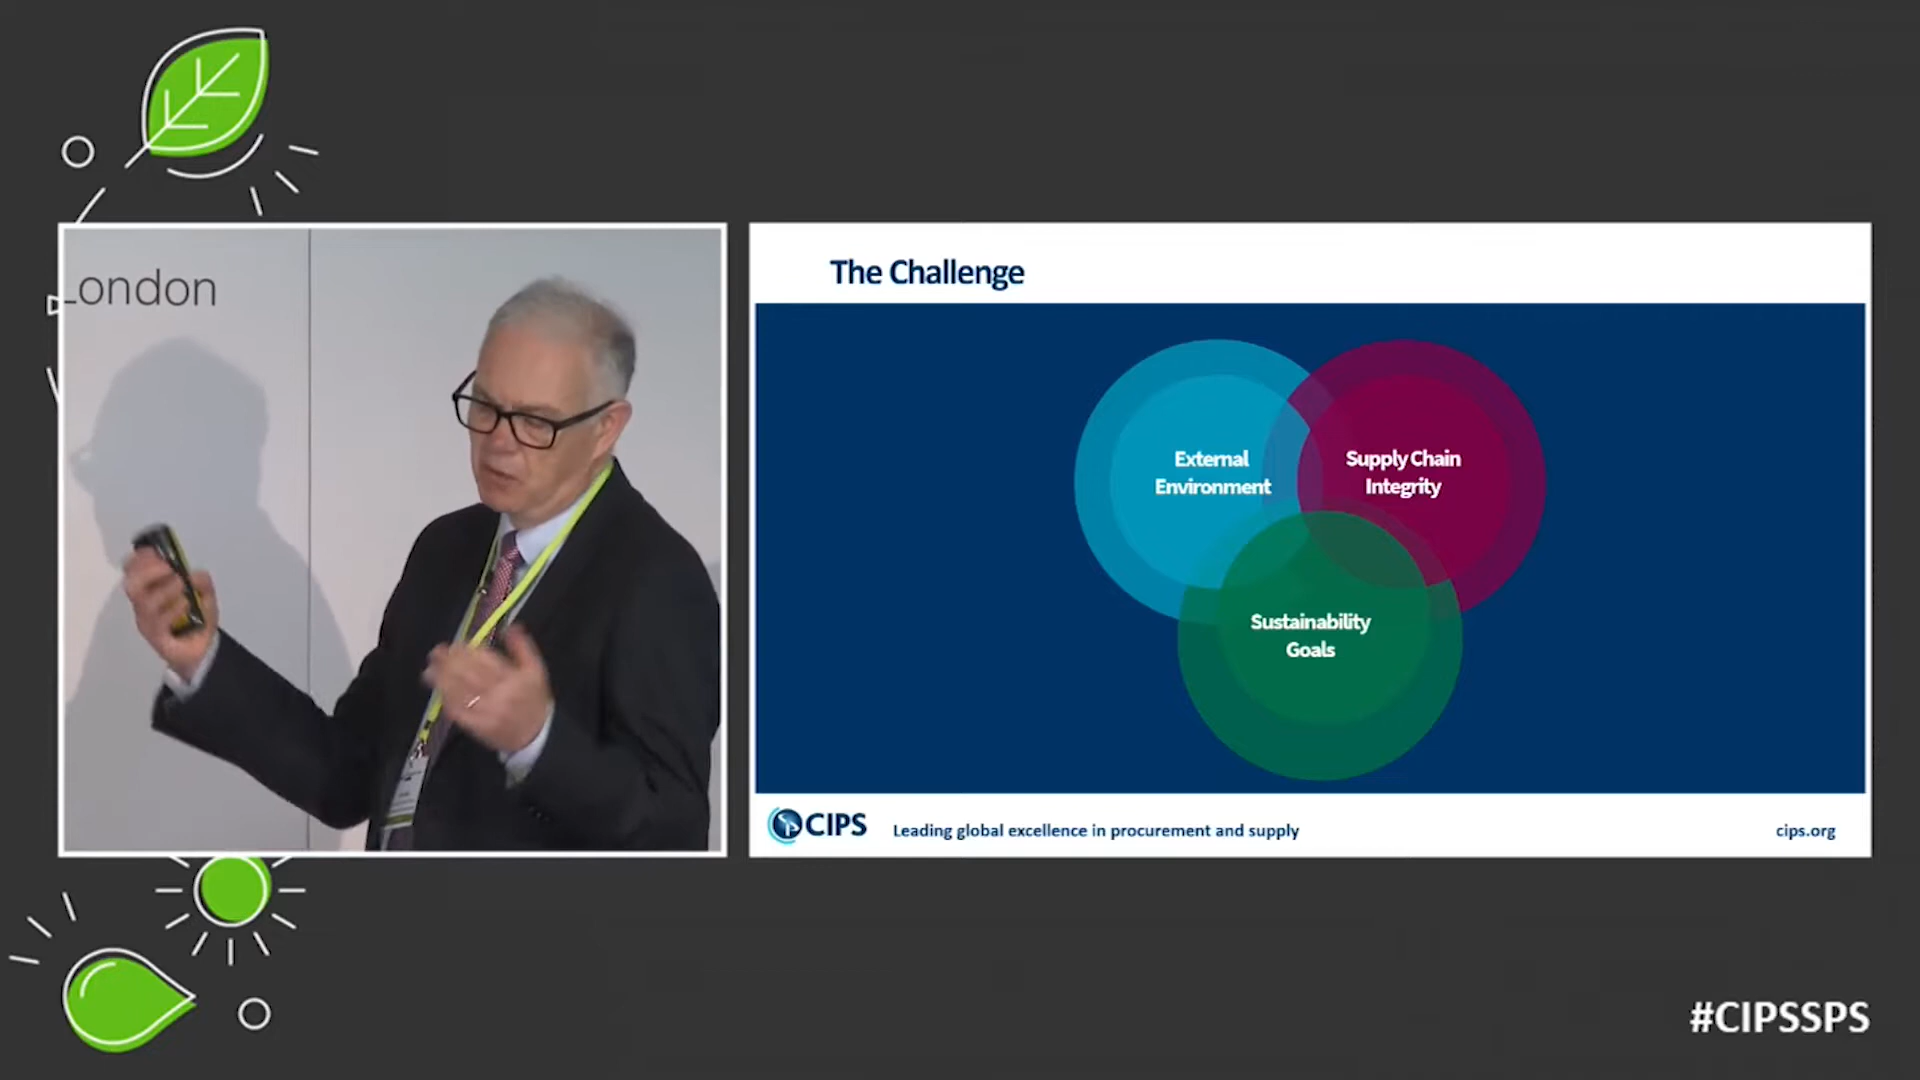 London
The Challenge
External
Environment
Supply Chain
Integrity
Sustainability
Goals
CIPS
Leading global excellence in procurement and supply
cips.org
#CIPSSPS